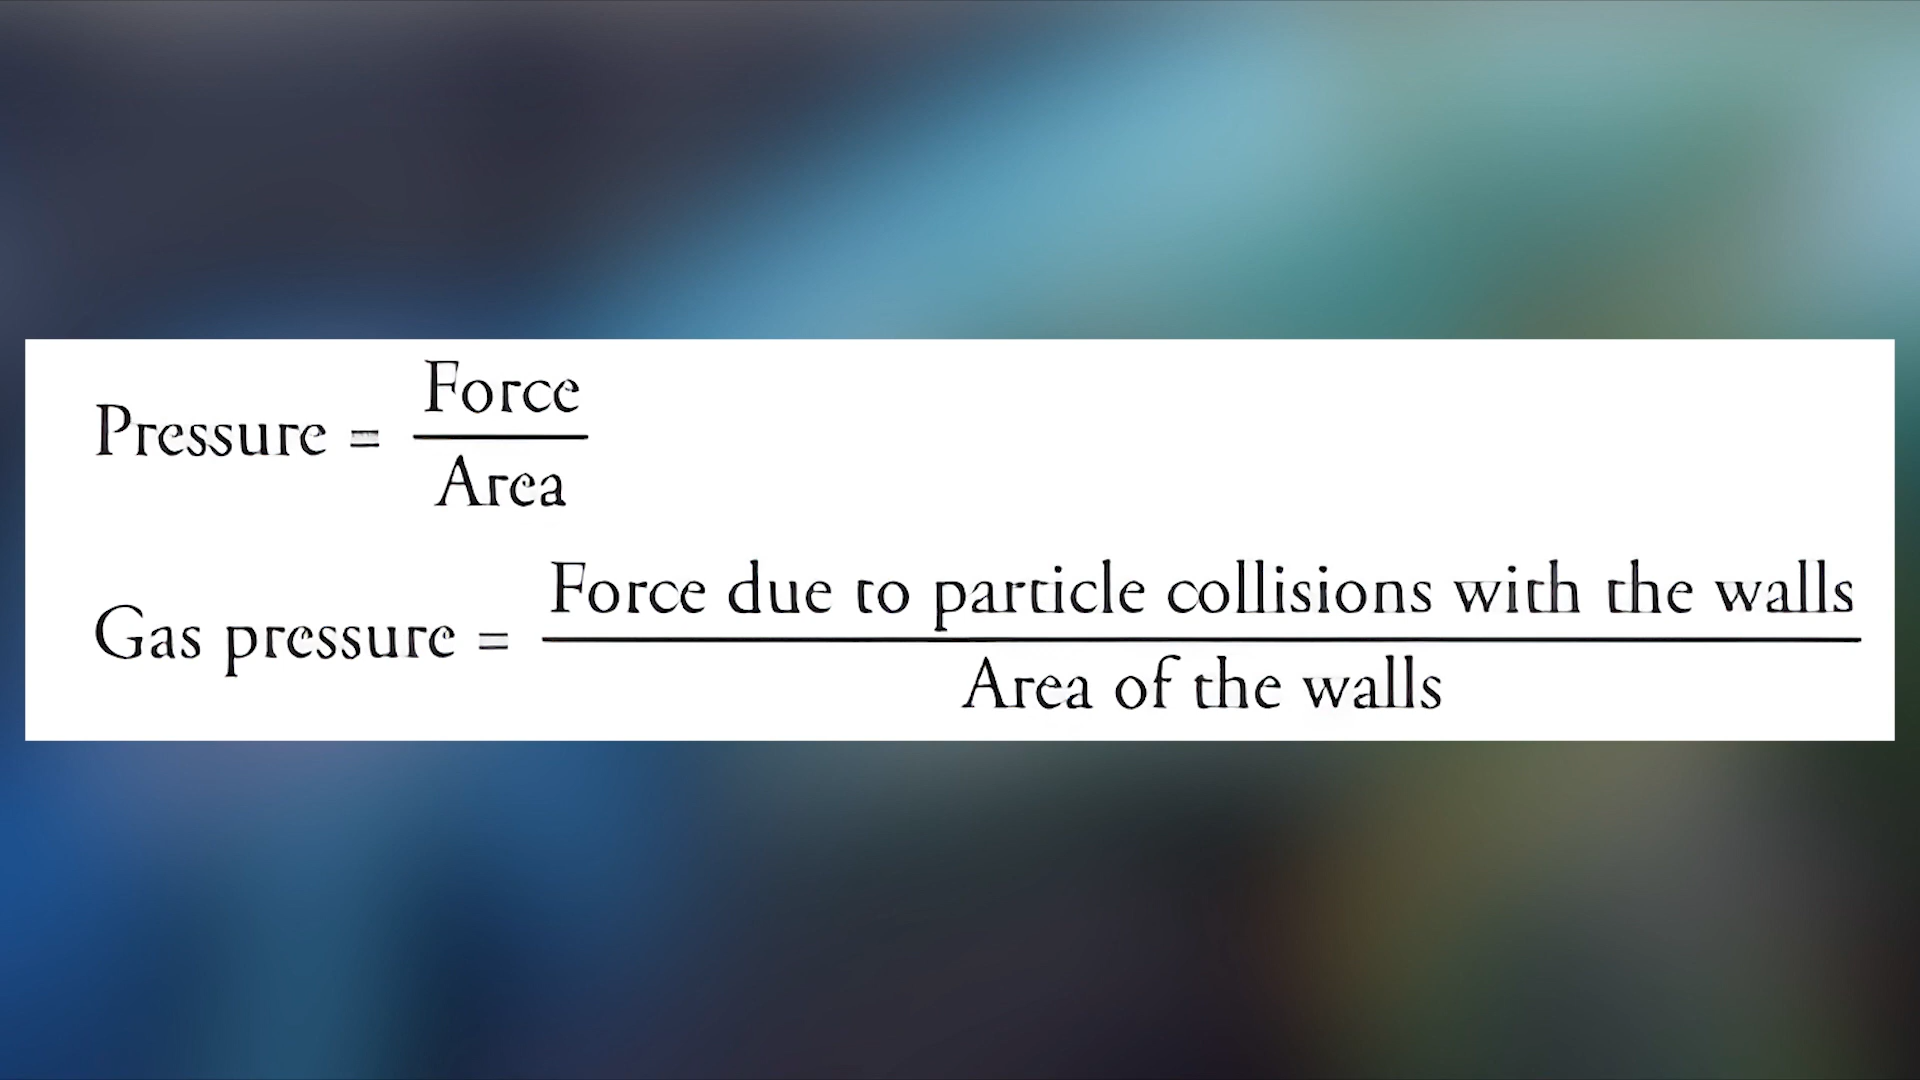 Pressure = Force / Area
Gas pressure = Force due to particle collisions with the walls / Area of the walls